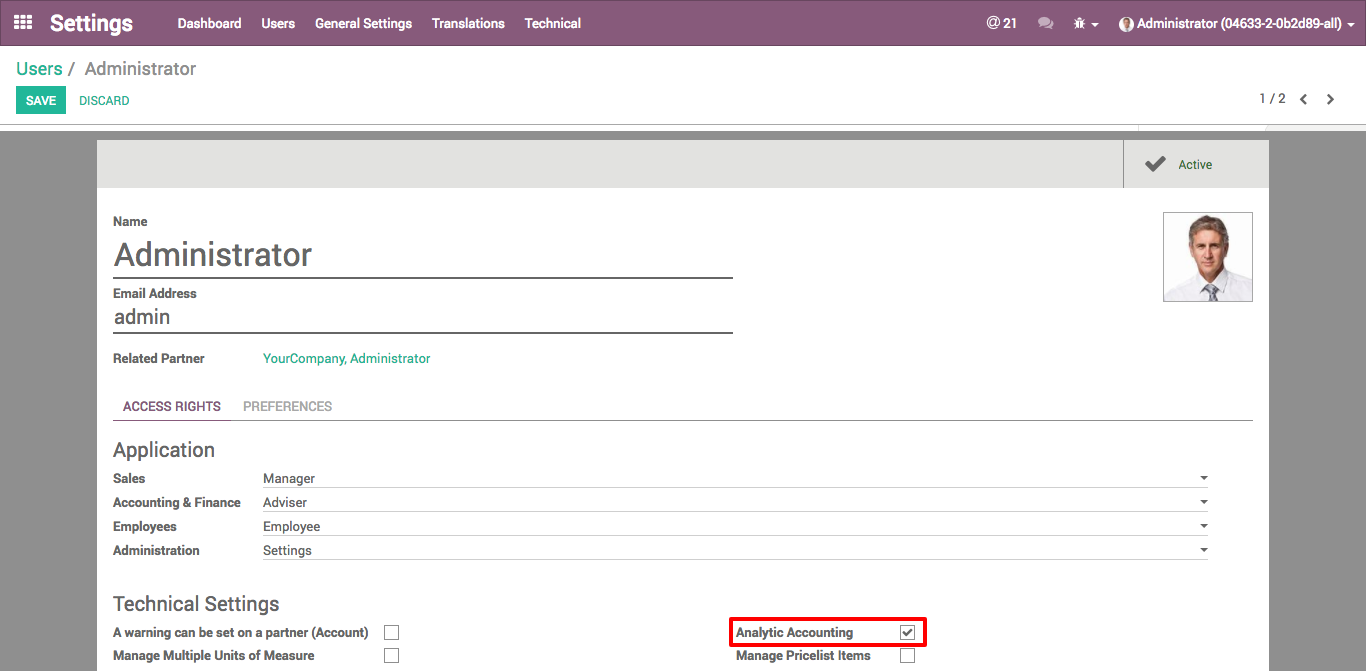 Settings Dashboard Users General Settings Translations Technical @ 21 Administrator (04633-2-0b2d89-all)
Users / Administrator
SAVE DISCARD 1 / 2
Active
Name
Administrator
Email Address
admin
Related Partner YourCompany, Administrator
ACCESS RIGHTS PREFERENCES
Application
Sales Manager
Accounting & Finance Adviser
Employees Employee
Administration Settings
Technical Settings
A warning can be set on a partner (Account) Analytic Accounting
Manage Multiple Units of Measure Manage Pricelist Items